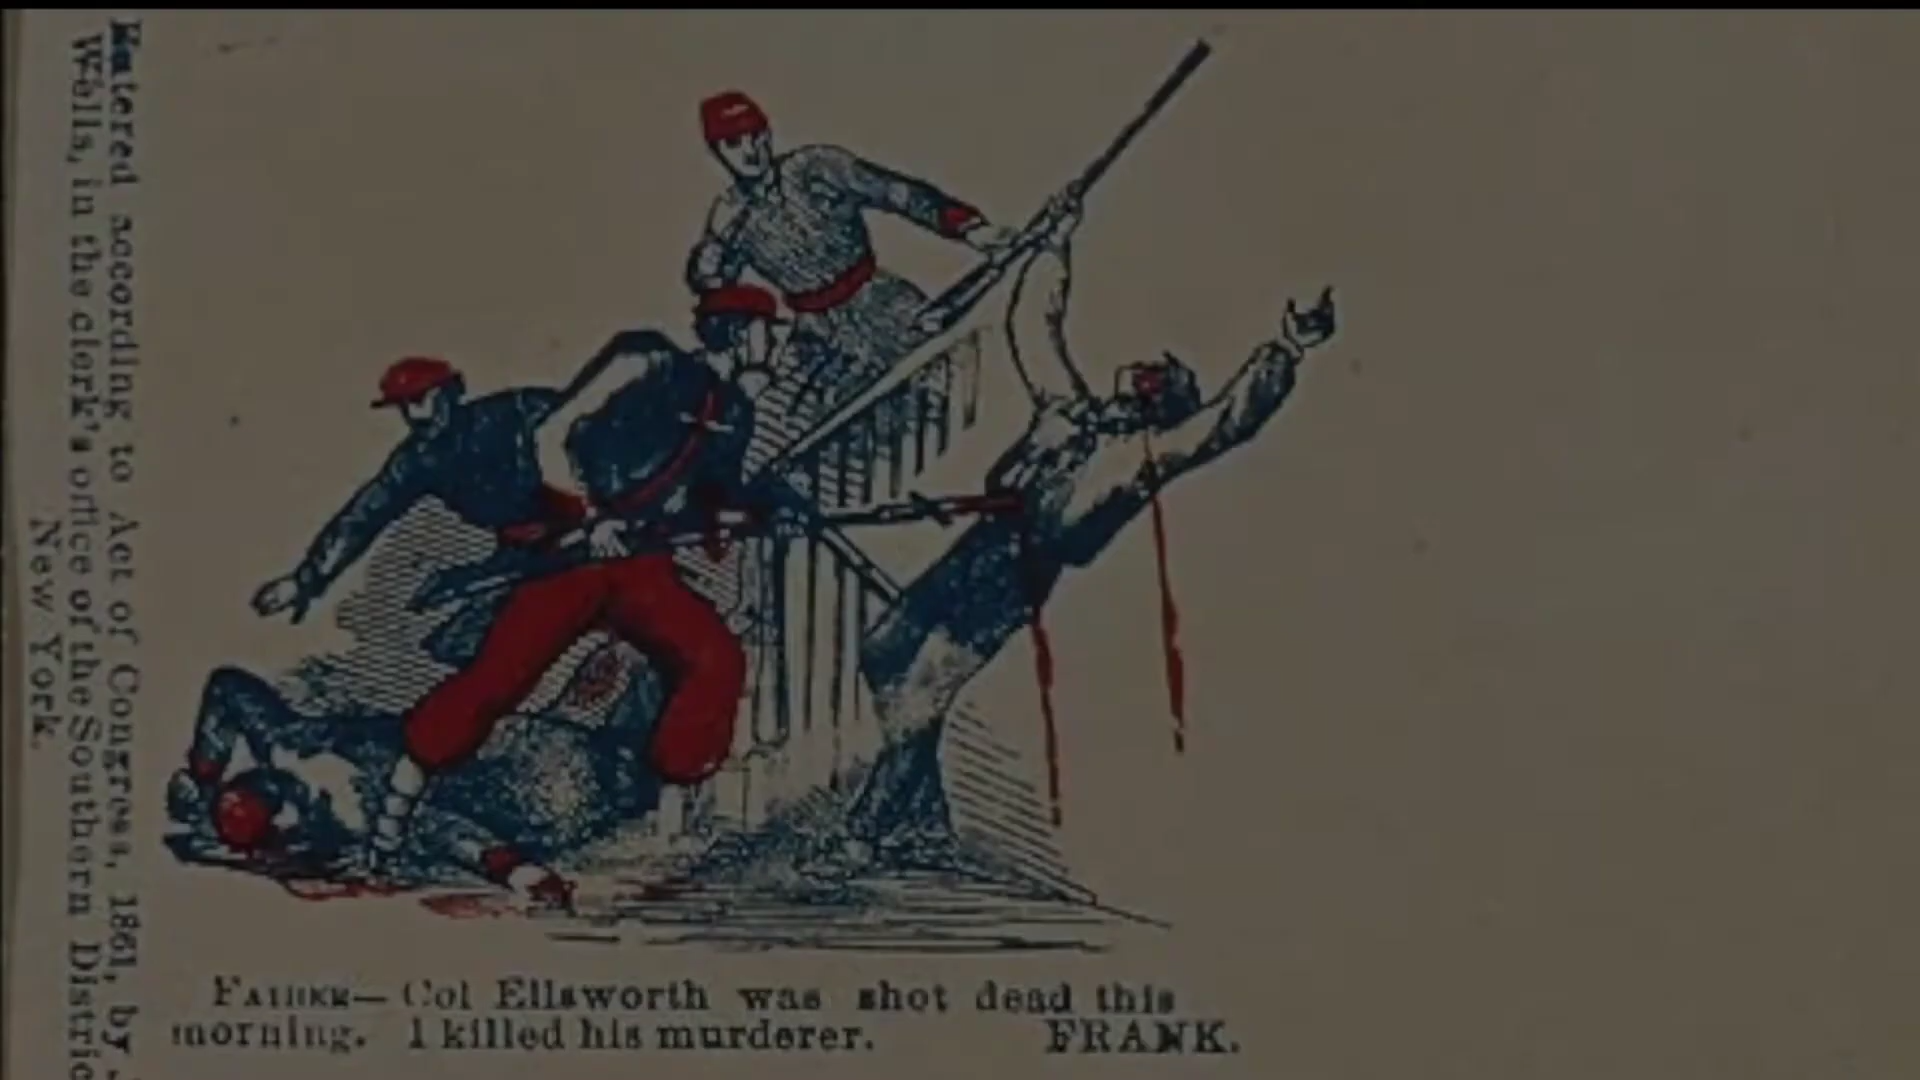 Entered according to Act of Congress, 1861, by
Wells, in the clerk's office of the Southern Distric
New York.
FATHER— Col Ellsworth was shot dead this
morning. I killed his murderer. FRANK.